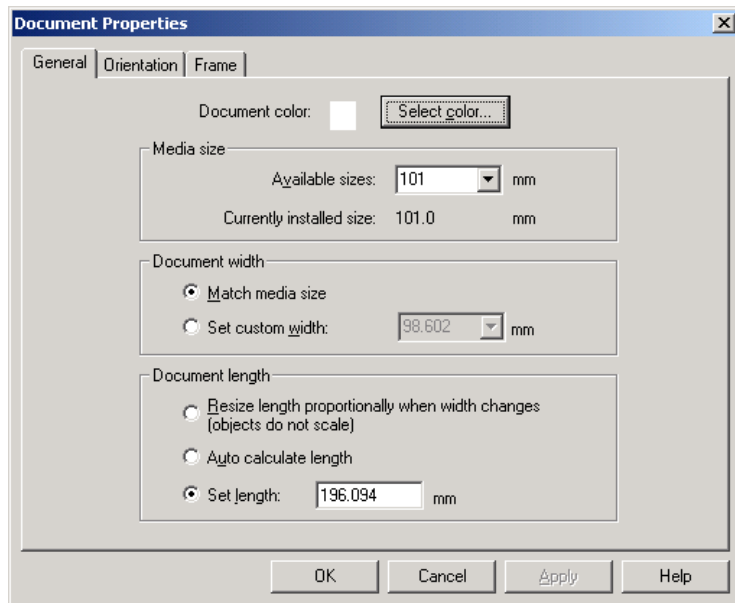 Document Properties
General Orientation Frame
Document color: Select color...
Media size
Available sizes: 101 mm
Currently installed size: 101.0 mm
Document width
Match media size
Set custom width: 98.602 mm
Document length
Resize length proportionally when width changes
(objects do not scale)
Auto calculate length
Set length: 196.094 mm
OK Cancel Apply Help